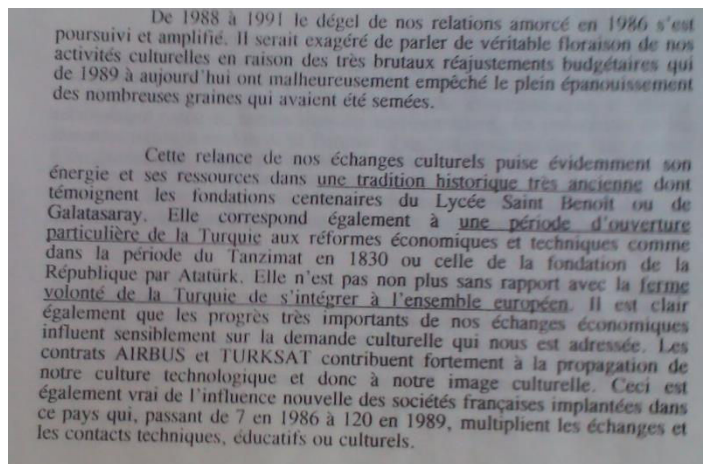 De 1988 à 1991 le dégel de nos relations amorcé en 1986 s'est
poursuivi et amplifié. Il serait exagéré de parler de véritable floraison de nos
activités culturelles en raison des très brutaux réajustements budgétaires qui
de 1989 à aujourd'hui ont malheureusement empêché le plein épanouissement
des nombreuses graines qui avaient été semées.
Cette relance de nos échanges culturels puise évidemment son
énergie et ses ressources dans une tradition historique très ancienne dont
témoignent les fondations centenaires du Lycée Saint Benoit ou de
Galatasaray. Elle correspond également à une période d'ouverture
particulière de la Turquie aux réformes économiques et techniques comme
dans la période du Tanzimat en 1830 ou celle de la fondation de la
République par Atatürk. Elle n'est pas non plus sans rapport avec la ferme
volonté de la Turquie de s'intégrer à l'ensemble européen. Il est clair
également que les progrès très importants de nos échanges économiques
influent sensiblement sur la demande culturelle qui nous est adressée. Les
contrats AIRBUS et TURKSAT contribuent fortement à la propagation de
notre culture technologique et donc à notre image culturelle. Ceci est
également vrai de l'influence nouvelle des sociétés françaises implantées dans
ce pays qui, passant de 7 en 1986 à 120 en 1989, multiplient les échanges et
les contacts techniques, éducatifs ou culturels.